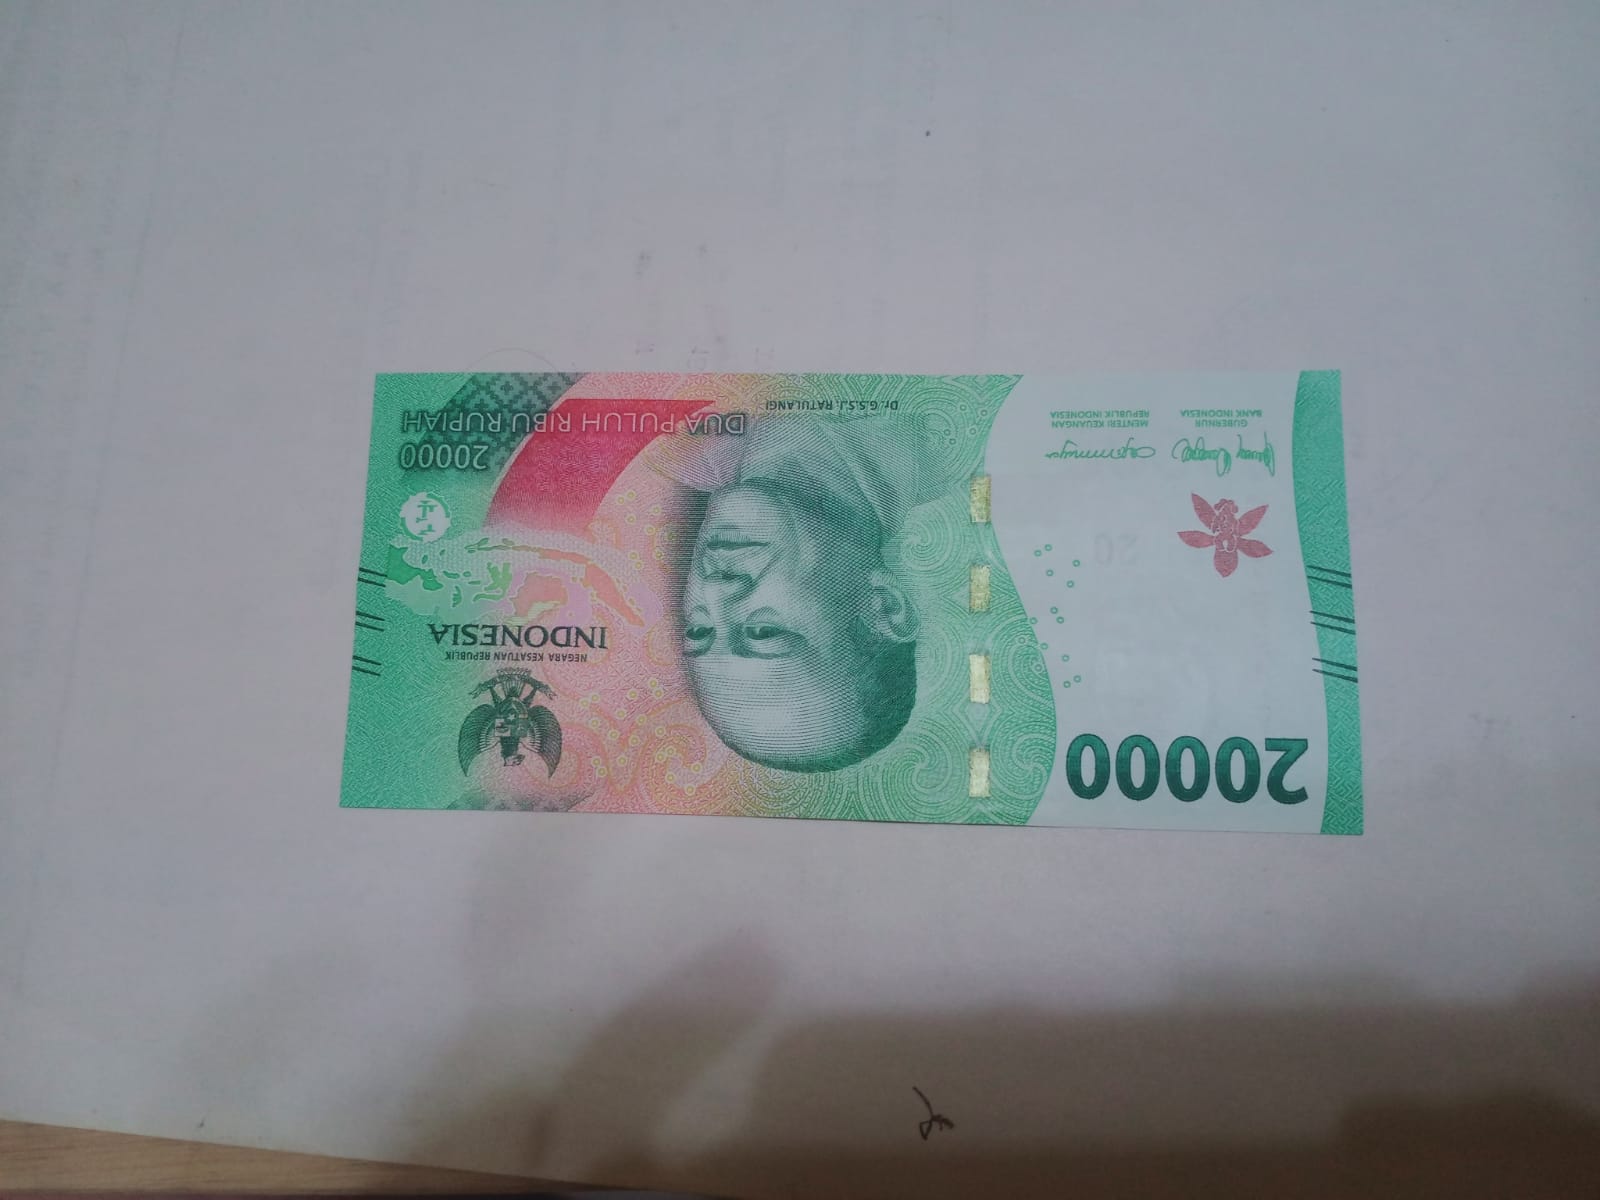 NEGARA KESATUAN REPUBLIK
INDONESIA
20000
DUA PULUH RIBU RUPIAH
Dr. G.S.S.J. RATULANGI
20000
GUBERNUR
BANK INDONESIA
MENTERI KEUANGAN
REPUBLIK INDONESIA